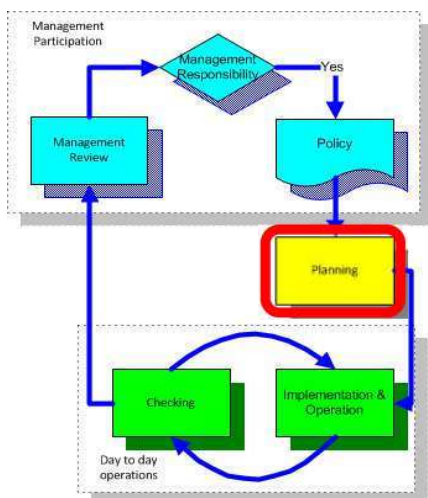 Management
Participation
Management
Responsibility
Yes
Management
Review
Policy
Planning
Checking
Implementation &
Operation
Day to day
operations